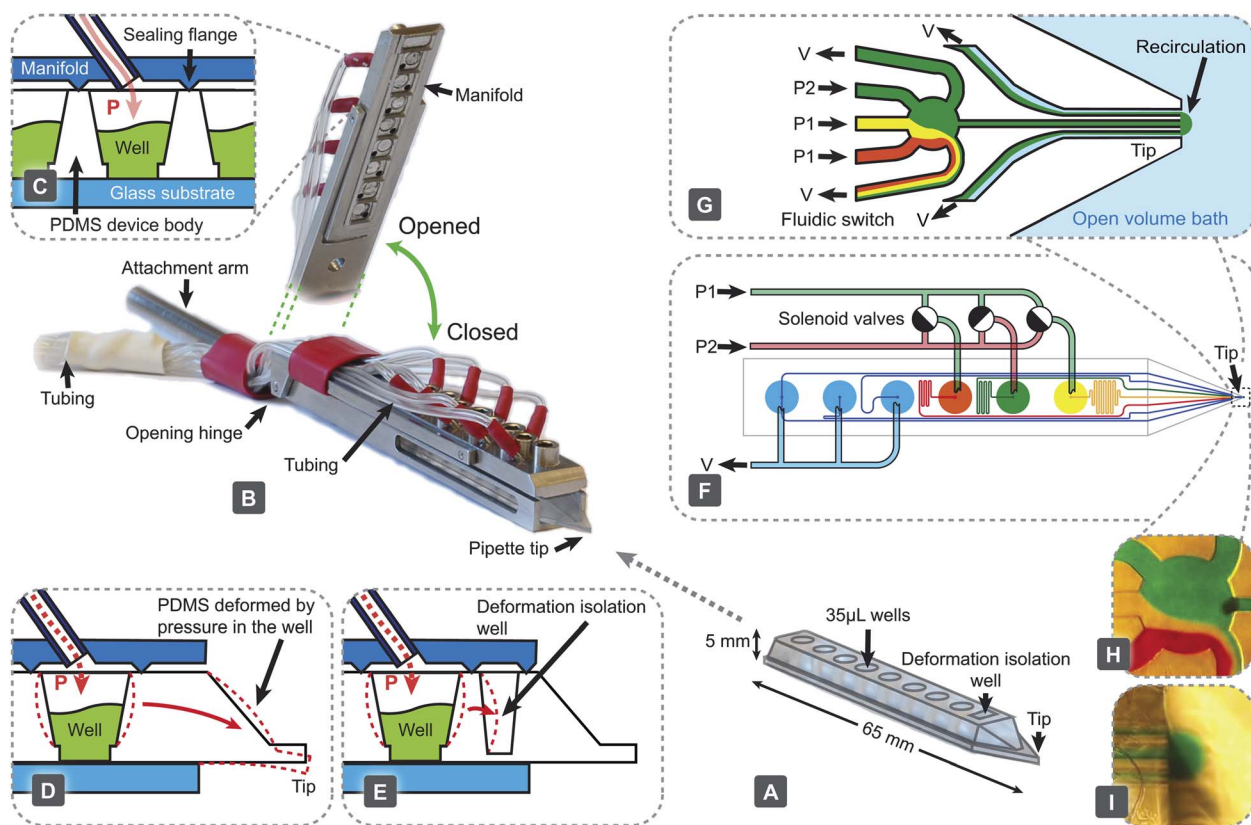 Sealing flange
Manifold
P
Well
Glass substrate
C
PDMS device body
Manifold
Opened
Closed
Attachment arm
Tubing
Opening hinge
Tubing
B
Pipette tip
V
P2
P1
P1
V
V
V
Recirculation
Tip
Fluidic switch
Open volume bath
G
P1
Solenoid valves
P2
Tip
V
F
PDMS deformed by
pressure in the well
P
Well
Tip
D
Deformation isolation
well
P
Well
E
35µL wells
5 mm
Deformation isolation
well
Tip
65 mm
A
H
I